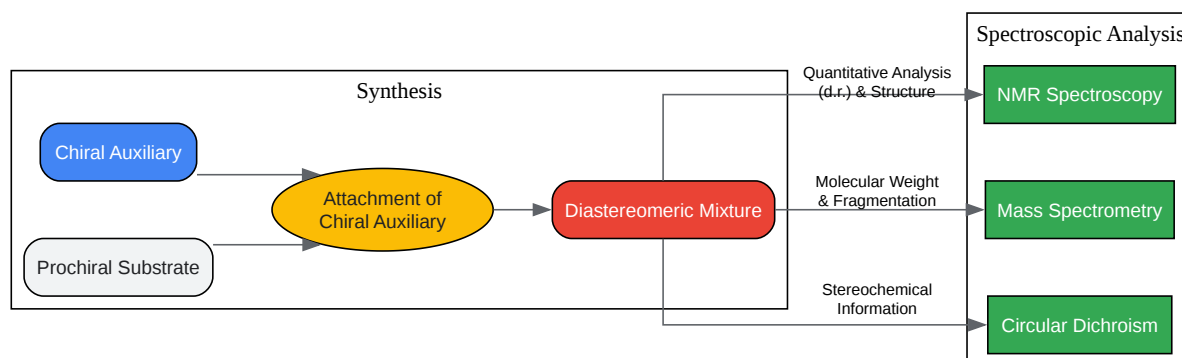 Synthesis
Chiral Auxiliary
Prochiral Substrate
Attachment of
Chiral Auxiliary
Diastereomeric Mixture
Quantitative Analysis
(d.r.) & Structure
Molecular Weight
& Fragmentation
Stereochemical
Information
Spectroscopic Analysis
NMR Spectroscopy
Mass Spectrometry
Circular Dichroism